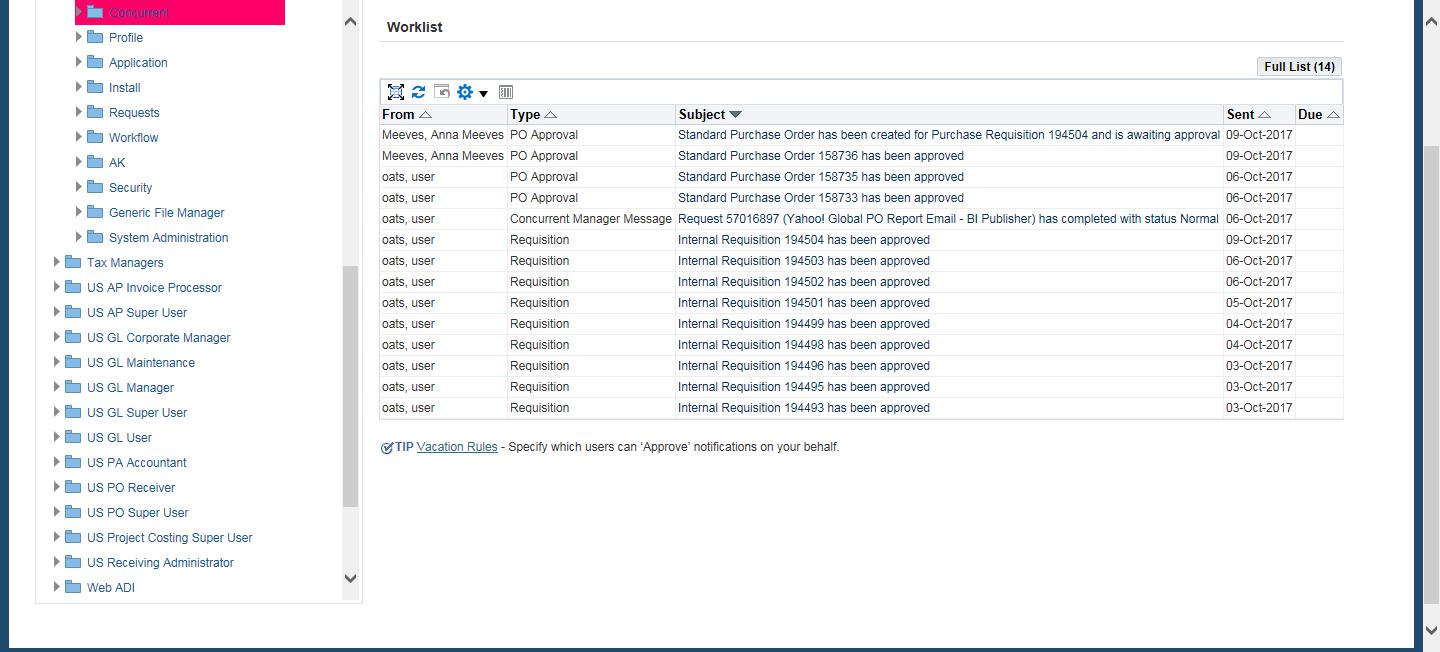 Concurrent
Profile
Application
Install
Requests
Workflow
AK
Security
Generic File Manager
System Administration
Tax Managers
US AP Invoice Processor
US AP Super User
US GL Corporate Manager
US GL Maintenance
US GL Manager
US GL Super User
US GL User
US PA Accountant
US PO Receiver
US PO Super User
US Project Costing Super User
US Receiving Administrator
Web ADI
Worklist
Full List (14)
From Type Subject Sent Due
Meeves, Anna Meeves PO Approval Standard Purchase Order has been created for Purchase Requisition 194504 and is awaiting approval 09-Oct-2017
Meeves, Anna Meeves PO Approval Standard Purchase Order 158736 has been approved 09-Oct-2017
oats, user PO Approval Standard Purchase Order 158735 has been approved 06-Oct-2017
oats, user PO Approval Standard Purchase Order 158733 has been approved 06-Oct-2017
oats, user Concurrent Manager Message Request 57016897 (Yahoo! Global PO Report Email - BI Publisher) has completed with status Normal 06-Oct-2017
oats, user Requisition Internal Requisition 194504 has been approved 09-Oct-2017
oats, user Requisition Internal Requisition 194503 has been approved 06-Oct-2017
oats, user Requisition Internal Requisition 194502 has been approved 06-Oct-2017
oats, user Requisition Internal Requisition 194501 has been approved 05-Oct-2017
oats, user Requisition Internal Requisition 194499 has been approved 04-Oct-2017
oats, user Requisition Internal Requisition 194498 has been approved 04-Oct-2017
oats, user Requisition Internal Requisition 194496 has been approved 03-Oct-2017
oats, user Requisition Internal Requisition 194495 has been approved 03-Oct-2017
oats, user Requisition Internal Requisition 194493 has been approved 03-Oct-2017
TIP Vacation Rules - Specify which users can ‘Approve’ notifications on your behalf.